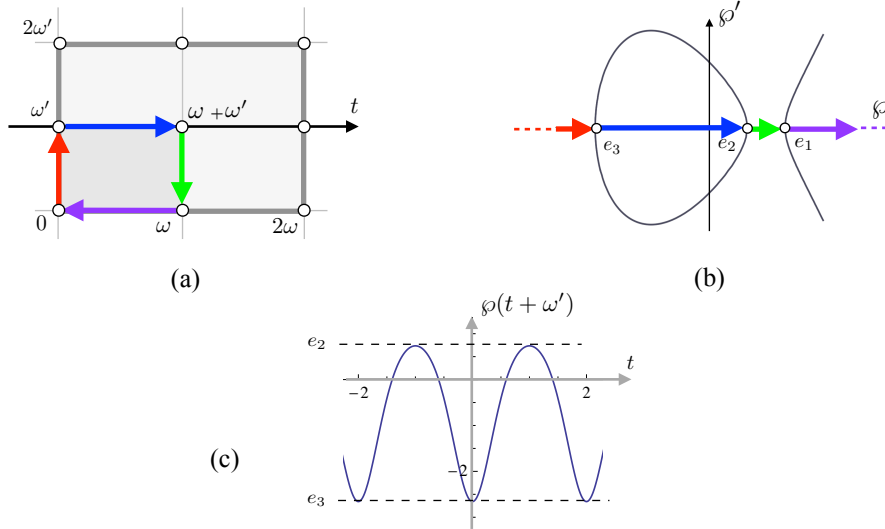 2ω′
ω′
ω +ω′
t
0
ω
2ω
(a)
℘′
℘
e₃
e₂
e₁
(b)
℘(t + ω′)
e₂
t
−2
2
−2
e₃
(c)